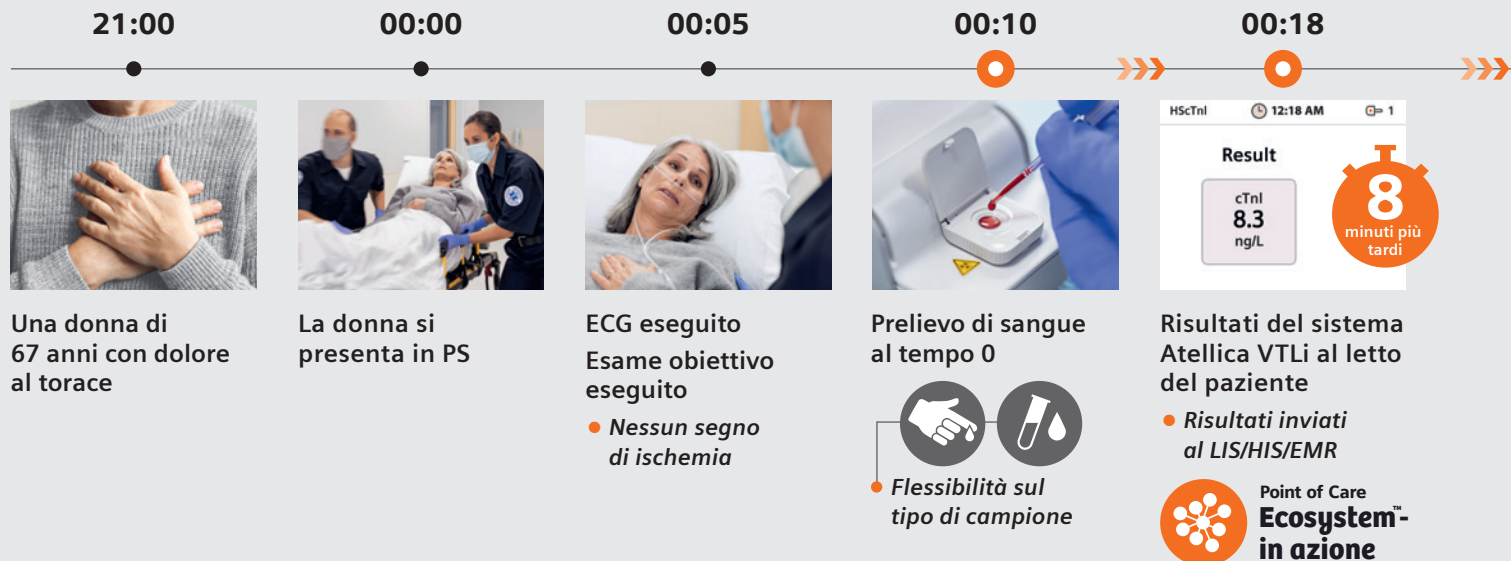 21:00
00:00
00:05
00:10
00:18
HScTnI
12:18 AM
1
Result
cTnI
8.3
ng/L
8
minuti più
tardi
Una donna di
67 anni con dolore
al torace
La donna si
presenta in PS
ECG eseguito
Esame obiettivo
eseguito
• Nessun segno
di ischemia
Prelievo di sangue
al tempo 0
• Flessibilità sul
tipo di campione
Risultati del sistema
Atellica VTLi al letto
del paziente
• Risultati inviati
al LIS/HIS/EMR
Point of Care
Ecosystem™-
in azione